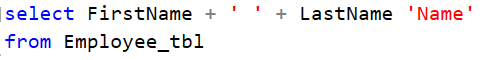 select FirstName + ' ' + LastName 'Name'
from Employee_tbl